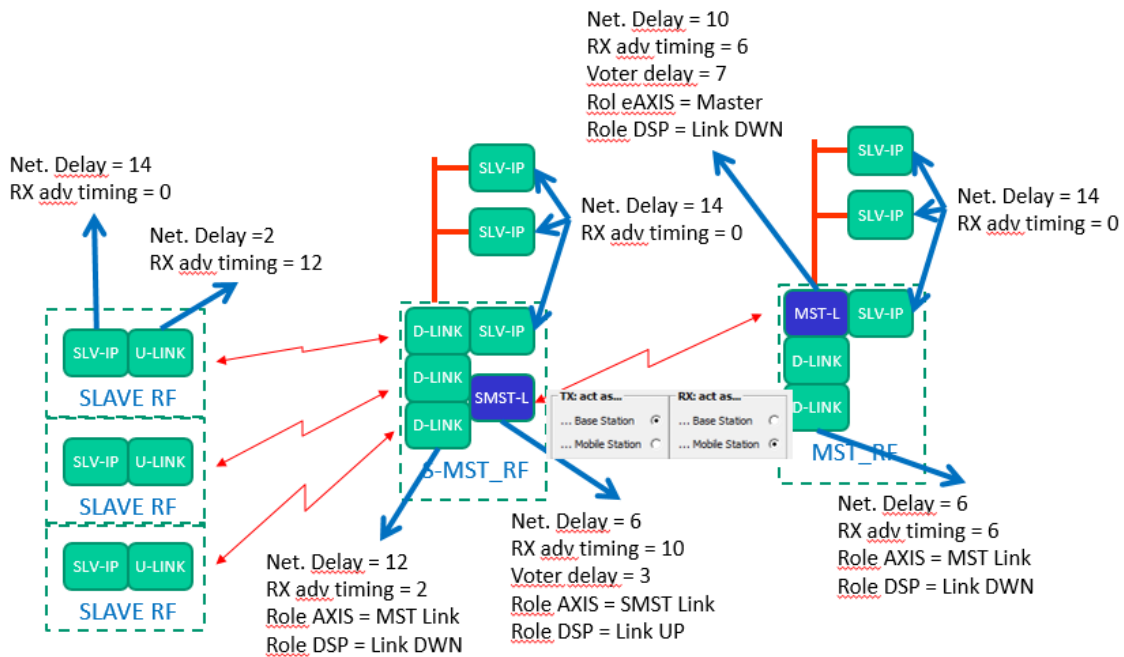 Net. Delay = 10
RX adv timing = 6
Voter delay = 7
Rol eAXIS = Master
Role DSP = Link DWN
Net. Delay = 14
RX adv timing = 0
Net. Delay =2
RX adv timing = 12
SLV-IP
SLV-IP
Net. Delay = 14
RX adv timing = 0
SLV-IP
SLV-IP
Net. Delay = 14
RX adv timing = 0
SLV-IP
U-LINK
SLAVE RF
SLV-IP
U-LINK
SLAVE RF
SLV-IP
U-LINK
SLAVE RF
D-LINK
SLV-IP
D-LINK
SMST-L
D-LINK
S-MST_RF
TX: act as...
... Base Station
... Mobile Station
RX: act as...
... Base Station
... Mobile Station
MST-L
SLV-IP
D-LINK
D-LINK
MST_RF
Net. Delay = 12
RX adv timing = 2
Role AXIS = MST Link
Role DSP = Link DWN
Net. Delay = 6
RX adv timing = 10
Voter delay = 3
Role AXIS = SMST Link
Role DSP = Link UP
Net. Delay = 6
RX adv timing = 6
Role AXIS = MST Link
Role DSP = Link DWN